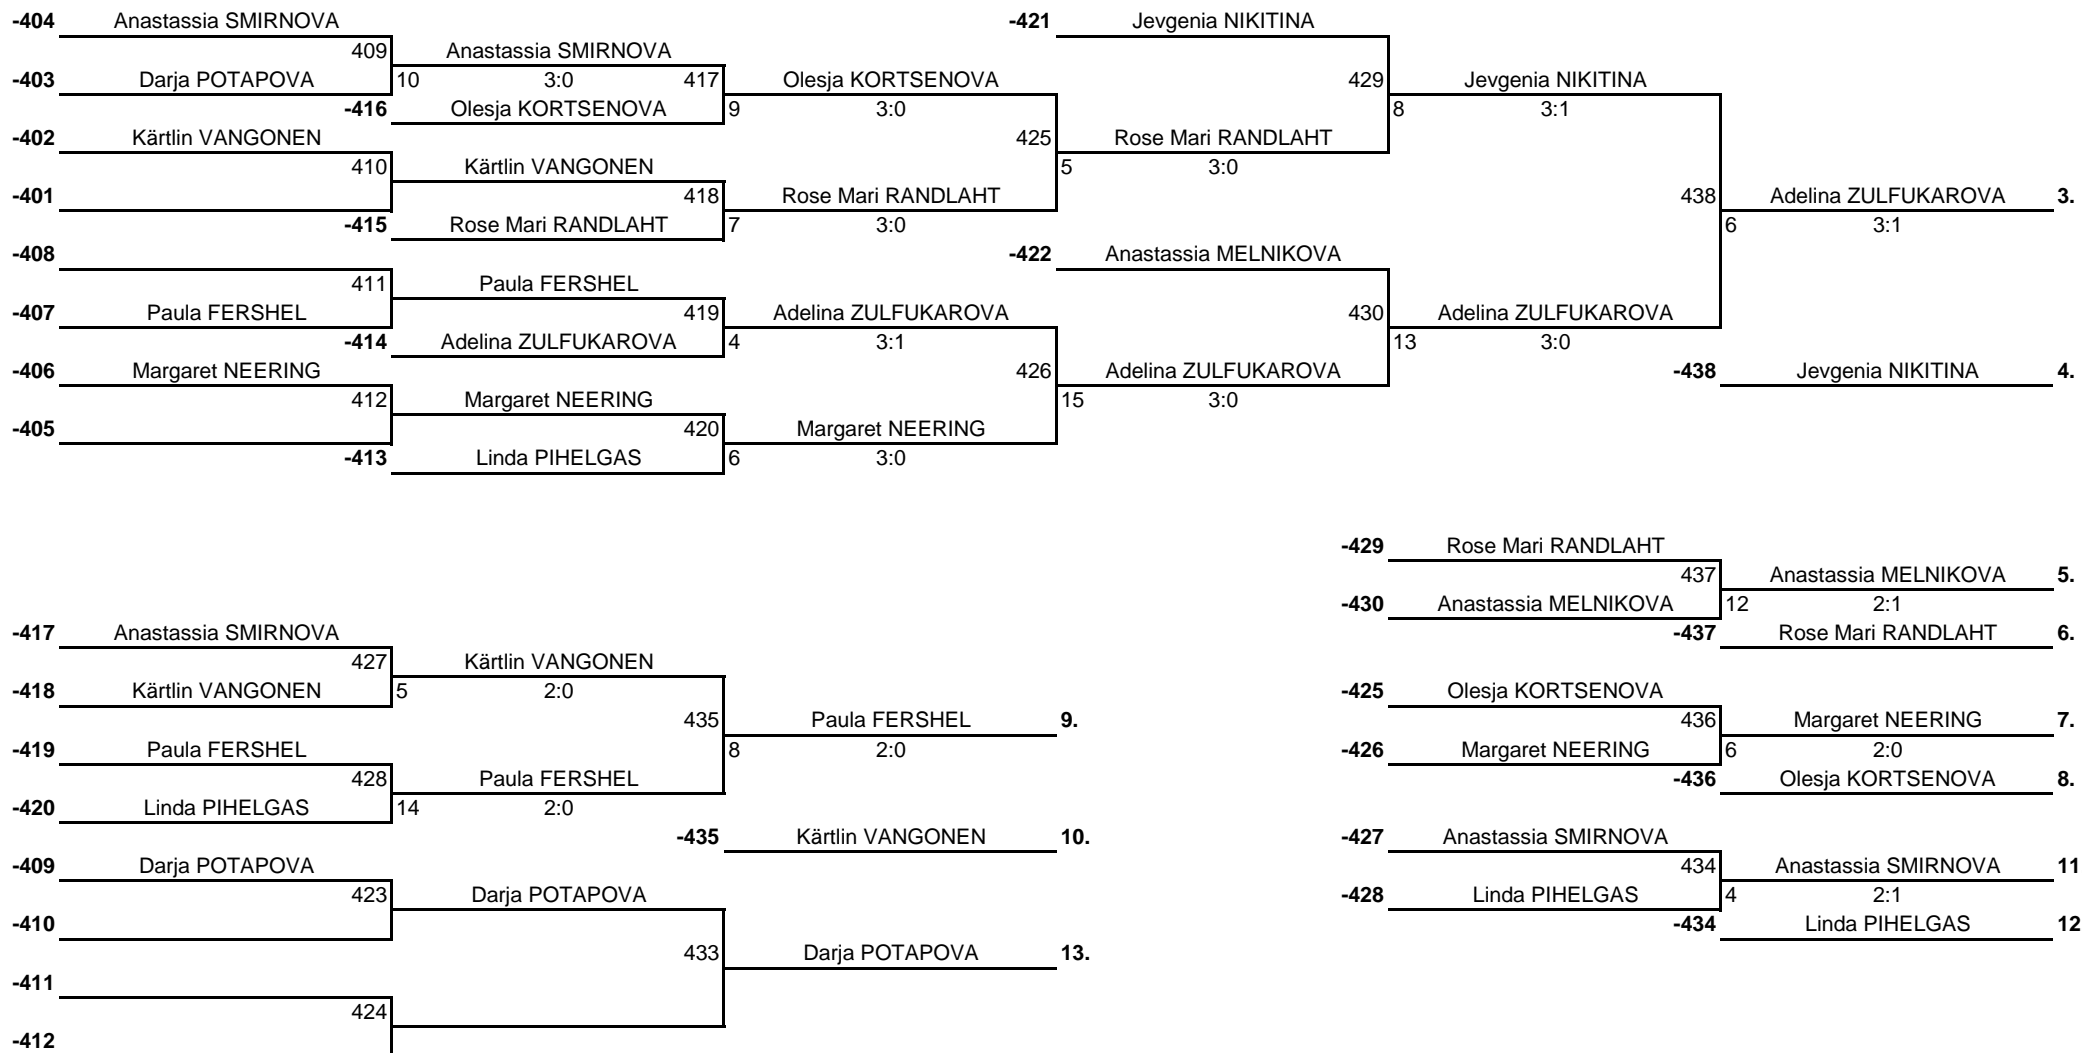 -404 Anastassia SMIRNOVA -421 Jevgenia NIKITINA
409 Anastassia SMIRNOVA
-403 Darja POTAPOVA 10 3:0 417 Olesja KORTSENOVA 429 Jevgenia NIKITINA
-416 Olesja KORTSENOVA 9 3:0 8 3:1
-402 Kärtlin VANGONEN 425 Rose Mari RANDLAHT
410 Kärtlin VANGONEN 5 3:0
-401 418 Rose Mari RANDLAHT 438 Adelina ZULFUKAROVA 3.
-415 Rose Mari RANDLAHT 7 3:0 6 3:1
-408 -422 Anastassia MELNIKOVA
411 Paula FERSHEL
-407 Paula FERSHEL 419 Adelina ZULFUKAROVA 430 Adelina ZULFUKAROVA
-414 Adelina ZULFUKAROVA 4 3:1 13 3:0
-406 Margaret NEERING 426 Adelina ZULFUKAROVA -438 Jevgenia NIKITINA 4.
412 Margaret NEERING 15 3:0
-405 420 Margaret NEERING
-413 Linda PIHELGAS 6 3:0
-429 Rose Mari RANDLAHT
437 Anastassia MELNIKOVA 5.
-430 Anastassia MELNIKOVA 12 2:1
-417 Anastassia SMIRNOVA -437 Rose Mari RANDLAHT 6.
427 Kärtlin VANGONEN
-418 Kärtlin VANGONEN 5 2:0 -425 Olesja KORTSENOVA
435 Paula FERSHEL 9. 436 Margaret NEERING 7.
-419 Paula FERSHEL 8 2:0 -426 Margaret NEERING 6 2:0
428 Paula FERSHEL -436 Olesja KORTSENOVA 8.
-420 Linda PIHELGAS 14 2:0
-435 Kärtlin VANGONEN 10. -427 Anastassia SMIRNOVA
-409 Darja POTAPOVA 434 Anastassia SMIRNOVA 11
423 Darja POTAPOVA -428 Linda PIHELGAS 4 2:1
-410 -434 Linda PIHELGAS 12
433 Darja POTAPOVA 13.
-411
424
-412